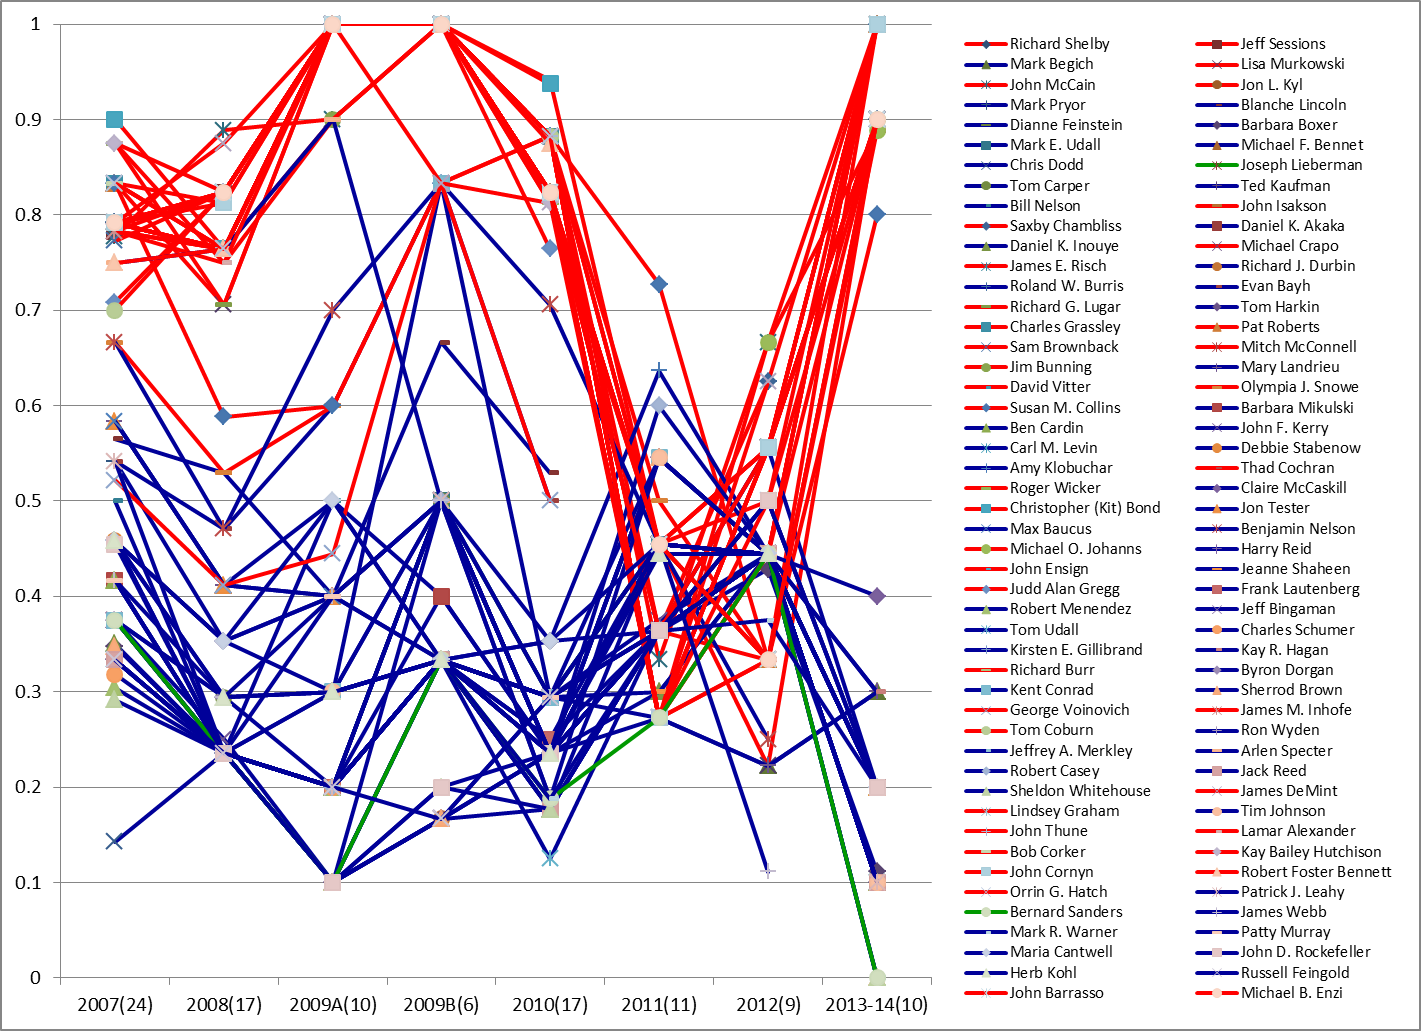 1
0.9
0.8
0.7
0.6
0.5
0.4
0.3
0.2
0.1
0
2007(24) 2008(17) 2009A(10) 2009B(6) 2010(17) 2011(11) 2012(9) 2013-14(10)
Richard Shelby Jeff Sessions
Mark Begich Lisa Murkowski
John McCain Jon L. Kyl
Mark Pryor Blanche Lincoln
Dianne Feinstein Barbara Boxer
Mark E. Udall Michael F. Bennet
Chris Dodd Joseph Lieberman
Tom Carper Ted Kaufman
Bill Nelson John Isakson
Saxby Chambliss Daniel K. Akaka
Daniel K. Inouye Michael Crapo
James E. Risch Richard J. Durbin
Roland W. Burris Evan Bayh
Richard G. Lugar Tom Harkin
Charles Grassley Pat Roberts
Sam Brownback Mitch McConnell
Jim Bunning Mary Landrieu
David Vitter Olympia J. Snowe
Susan M. Collins Barbara Mikulski
Ben Cardin John F. Kerry
Carl M. Levin Debbie Stabenow
Amy Klobuchar Thad Cochran
Roger Wicker Claire McCaskill
Christopher (Kit) Bond Jon Tester
Max Baucus Benjamin Nelson
Michael O. Johanns Harry Reid
John Ensign Jeanne Shaheen
Judd Alan Gregg Frank Lautenberg
Robert Menendez Jeff Bingaman
Tom Udall Charles Schumer
Kirsten E. Gillibrand Kay R. Hagan
Richard Burr Byron Dorgan
Kent Conrad Sherrod Brown
George Voinovich James M. Inhofe
Tom Coburn Ron Wyden
Jeffrey A. Merkley Arlen Specter
Robert Casey Jack Reed
Sheldon Whitehouse James DeMint
Lindsey Graham Tim Johnson
John Thune Lamar Alexander
Bob Corker Kay Bailey Hutchison
John Cornyn Robert Foster Bennett
Orrin G. Hatch Patrick J. Leahy
Bernard Sanders James Webb
Mark R. Warner Patty Murray
Maria Cantwell John D. Rockefeller
Herb Kohl Russell Feingold
John Barrasso Michael B. Enzi